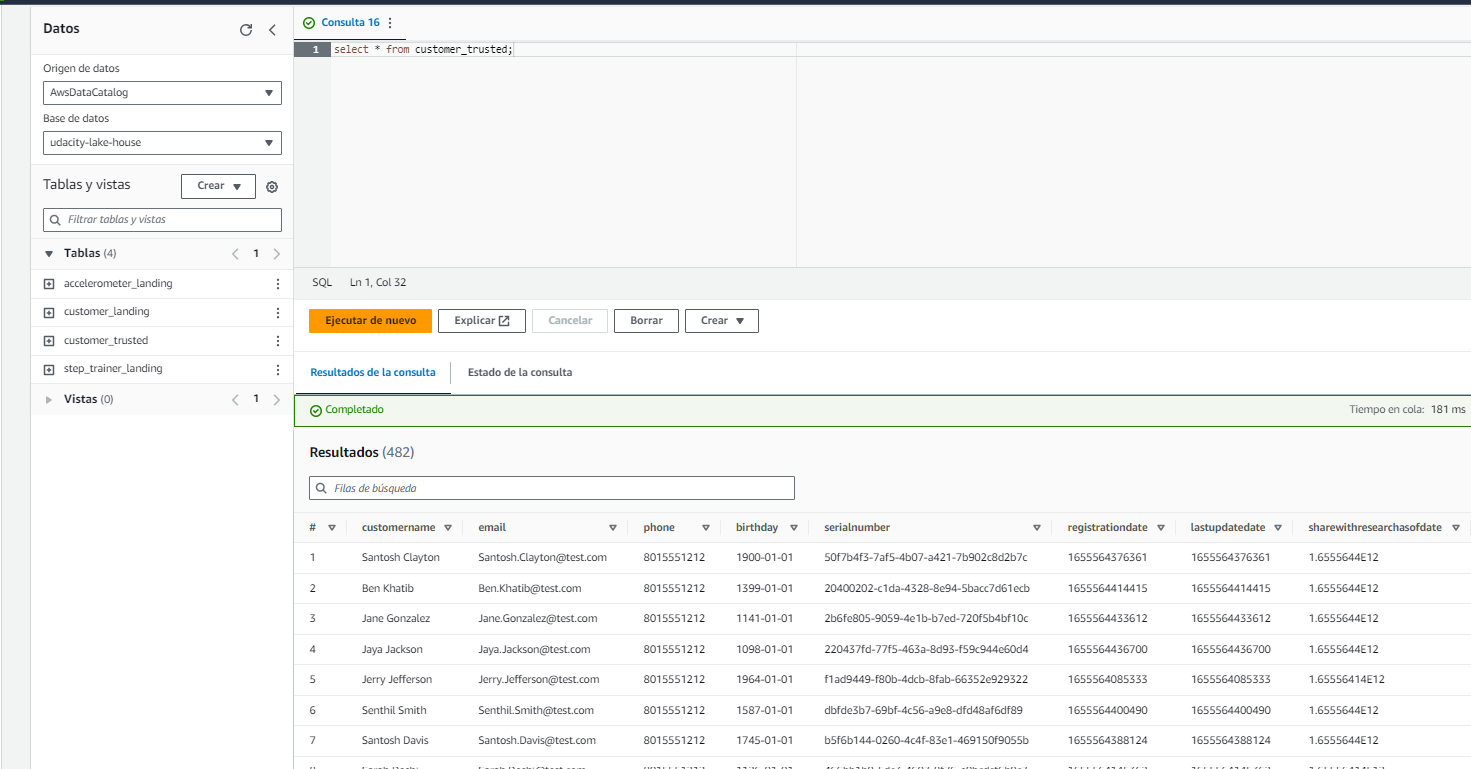 Datos
Origen de datos
AwsDataCatalog
Base de datos
udacity-lake-house
Tablas y vistas
Crear
Filtrar tablas y vistas
Tablas (4) 1
accelerometer_landing
customer_landing
customer_trusted
step_trainer_landing
Vistas (0) 1
Consulta 16
1 select * from customer_trusted;
SQL Ln 1, Col 32
Ejecutar de nuevo Explicar Cancelar Borrar Crear
Resultados de la consulta Estado de la consulta
Completado Tiempo en cola: 181 ms
Resultados (482)
Filas de búsqueda
# customername email phone birthday serialnumber registrationdate lastupdatedate sharewithresearchasofdate
1 Santosh Clayton Santosh.Clayton@test.com 8015551212 1900-01-01 50f7b4f3-7af5-4b07-a421-7b902c8d2b7c 1655564376361 1655564376361 1.6555644E12
2 Ben Khatib Ben.Khatib@test.com 8015551212 1399-01-01 20400202-c1da-4328-8e94-5bacc7d61ecb 1655564414415 1655564414415 1.6555644E12
3 Jane Gonzalez Jane.Gonzalez@test.com 8015551212 1141-01-01 2b6fe805-9059-4e1b-b7ed-720f5b4bf10c 1655564433612 1655564433612 1.6555644E12
4 Jaya Jackson Jaya.Jackson@test.com 8015551212 1098-01-01 220437fd-77f5-463a-8d93-f59c944e60d4 1655564436700 1655564436700 1.6555644E12
5 Jerry Jefferson Jerry.Jefferson@test.com 8015551212 1964-01-01 f1ad9449-f80b-4dcb-8fab-66352e929322 1655564085333 1655564085333 1.65556414E12
6 Senthil Smith Senthil.Smith@test.com 8015551212 1587-01-01 dbfde3b7-69bf-4c56-a9e8-dfd48af6df89 1655564400490 1655564400490 1.6555644E12
7 Santosh Davis Santosh.Davis@test.com 8015551212 1745-01-01 b5f6b144-0260-4c4f-83e1-469150f9055b 1655564388124 1655564388124 1.6555644E12